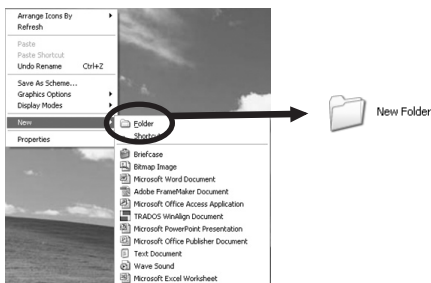 Arrange Icons By
Refresh
Paste
Paste Shortcut
Undo Rename Ctrl+Z
Save As Scheme...
Graphics Options
Display Modes
New
Properties
Folder
Shortcut
Briefcase
Bitmap Image
Microsoft Word Document
Adobe FrameMaker Document
Microsoft Office Access Application
TRADOS WinAlign Document
Microsoft PowerPoint Presentation
Microsoft Office Publisher Document
Text Document
Wave Sound
Microsoft Excel Worksheet
New Folder